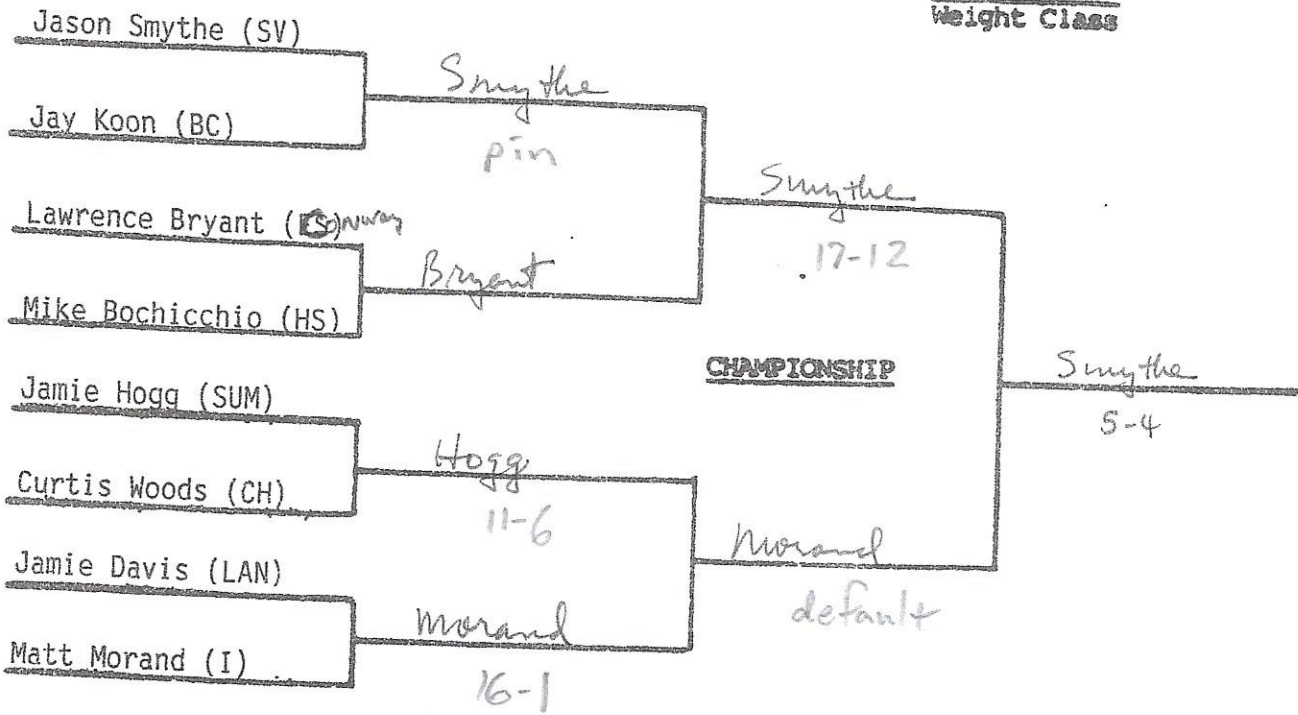 Weight Class
Jason Smythe (SV)
Smythe
Jay Koon (BC)
pin
Smythe
Lawrence Bryant (Conway
17-12
Bryant
Mike Bochicchio (HS)
CHAMPIONSHIP
Smythe
5-4
Jamie Hogg (SUM)
Hogg
Curtis Woods (CH)
11-6
Morand
Jamie Davis (LAN)
default
Morand
Matt Morand (I)
16-1